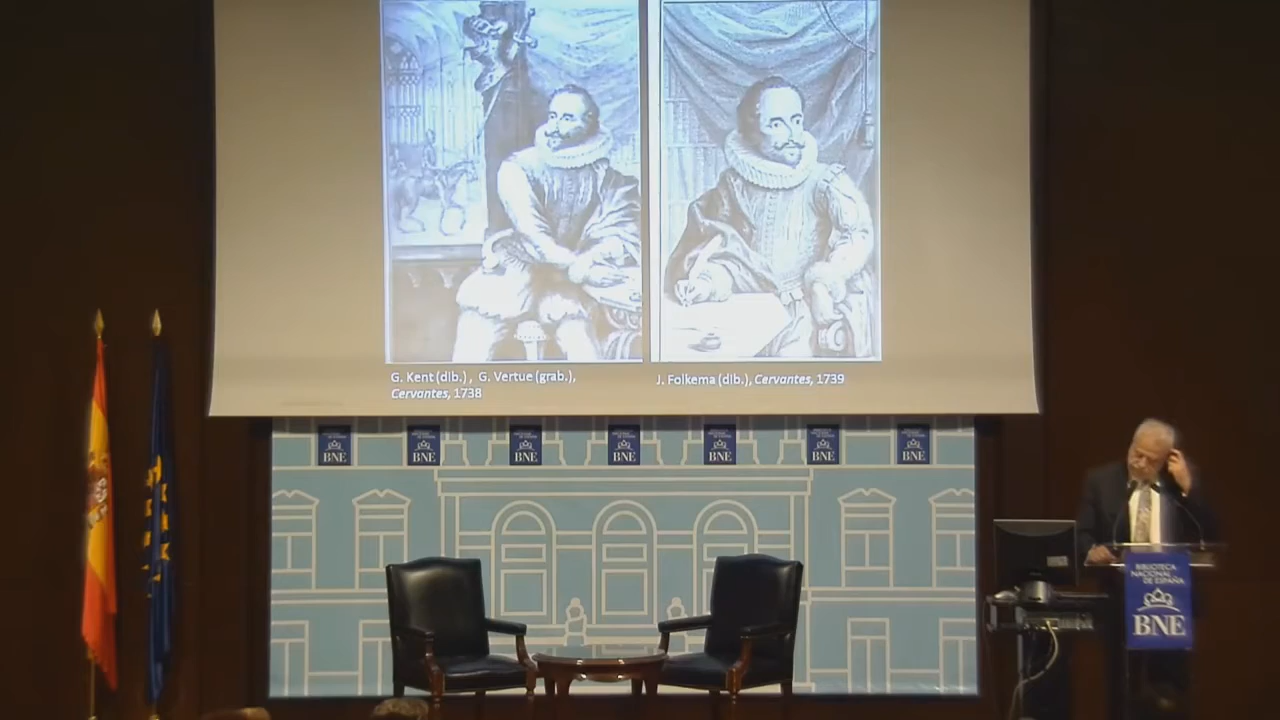 G. Kent (dib.), G. Vertue (grab.),
Cervantes, 1738
J. Folkema (dib.), Cervantes, 1739
BNE
BNE
BNE
BNE
BNE
BNE
BNE
BIBLIOTECA
NACIONAL
DE ESPAÑA
BNE